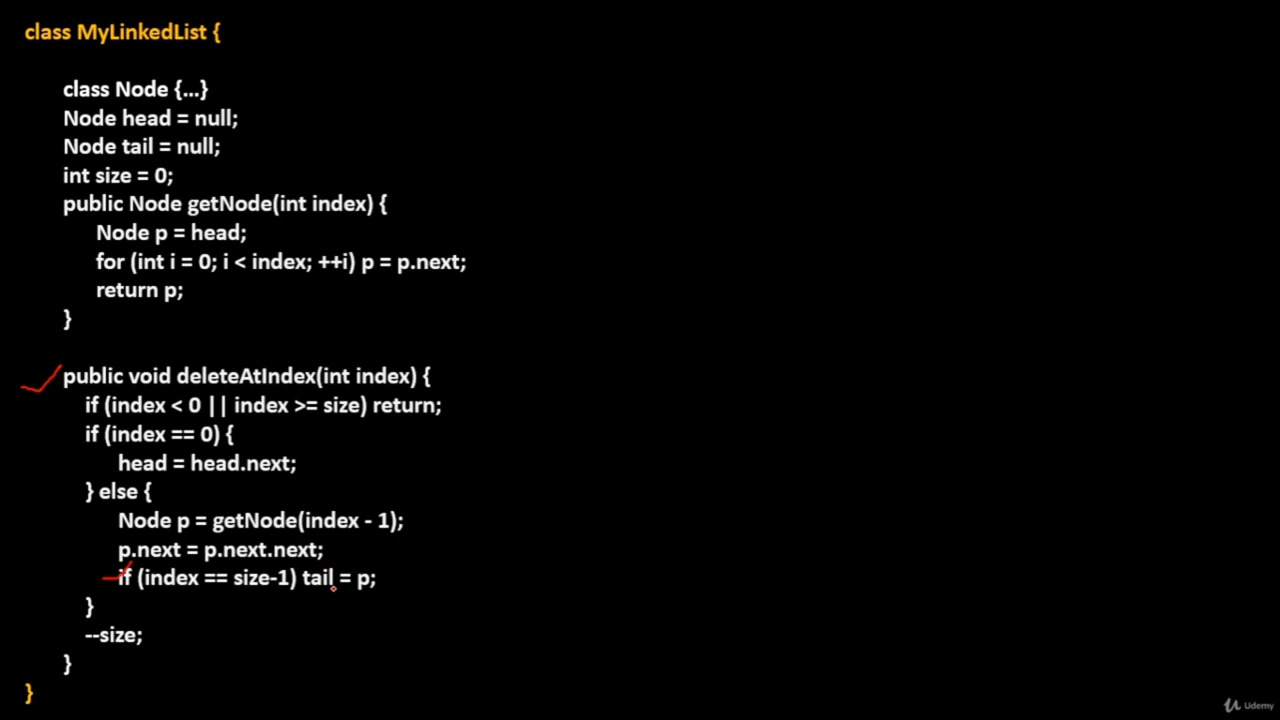 class MyLinkedList {
class Node {...}
Node head = null;
Node tail = null;
int size = 0;
public Node getNode(int index) {
Node p = head;
for (int i = 0; i < index; ++i) p = p.next;
return p;
}
public void deleteAtIndex(int index) {
if (index < 0 || index >= size) return;
if (index == 0) {
head = head.next;
} else {
Node p = getNode(index - 1);
p.next = p.next.next;
if (index == size-1) tail = p;
}
--size;
}
}
Udemy